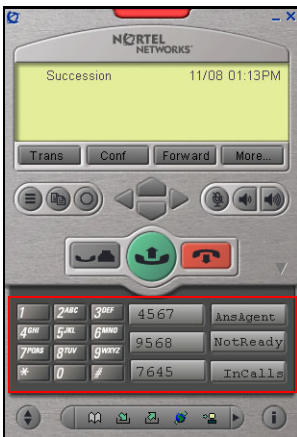 NORTEL
NETWORKS
Succession 11/08 01:13PM
Trans Conf Forward More...
1 2ABC 3DEF 4567 AnsAgent
4GHI 5JKL 6MNO 9568 NotReady
7PQRS 8TUV 9WXYZ 7645 InCalls
* 0 #